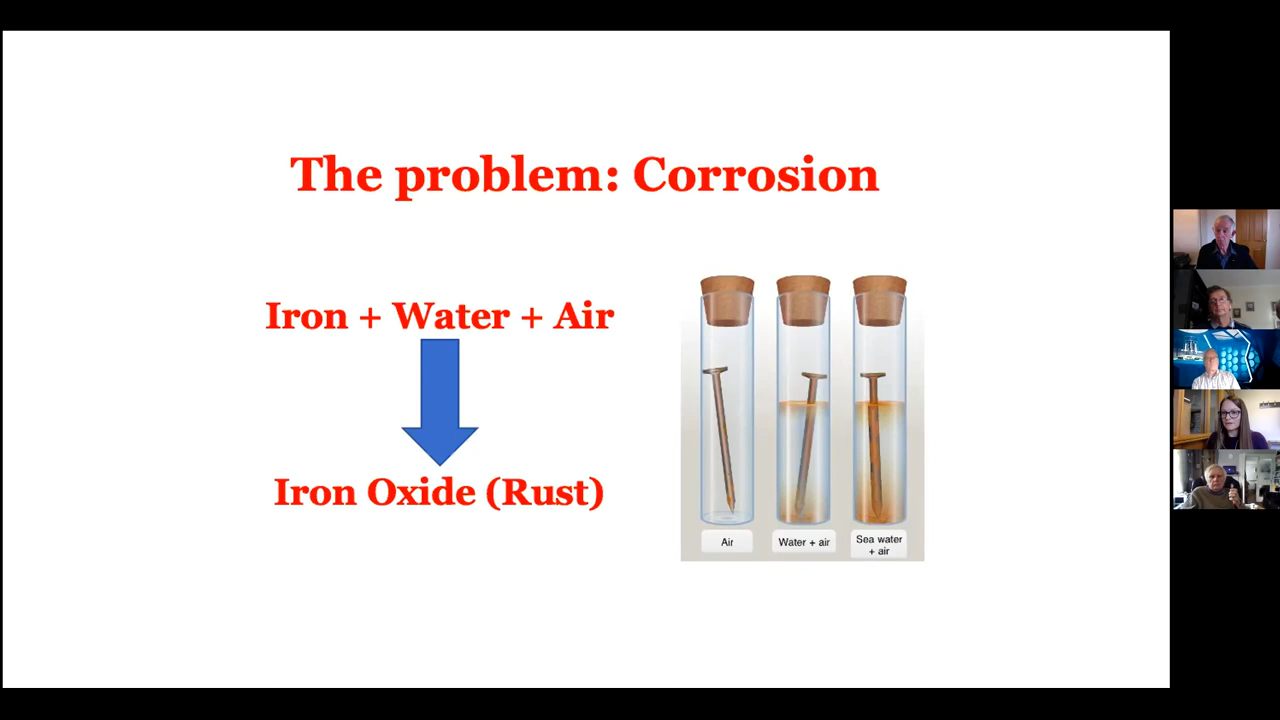 The problem: Corrosion
Iron + Water + Air
Iron Oxide (Rust)
Air
Water + air
Sea water
+ air